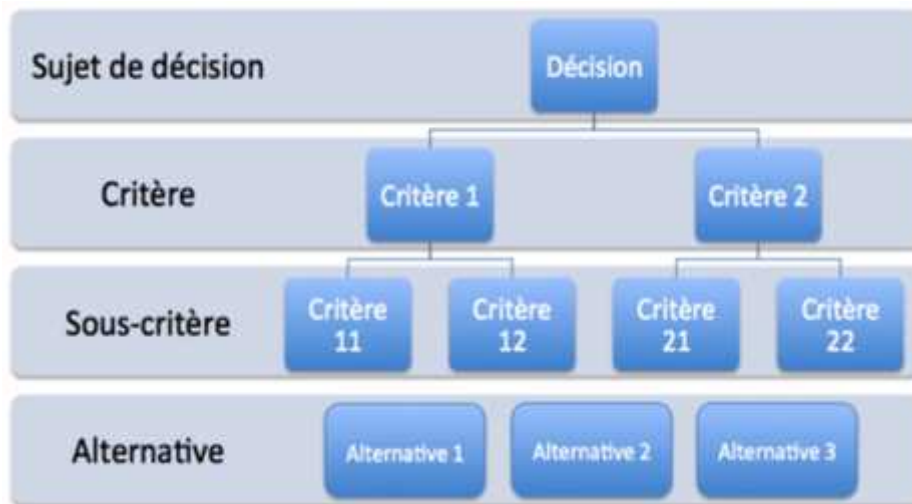 Sujet de décision
Décision
Critère
Critère 1
Critère 2
Sous-critère
Critère
11
Critère
12
Critère
21
Critère
22
Alternative
Alternative 1
Alternative 2
Alternative 3